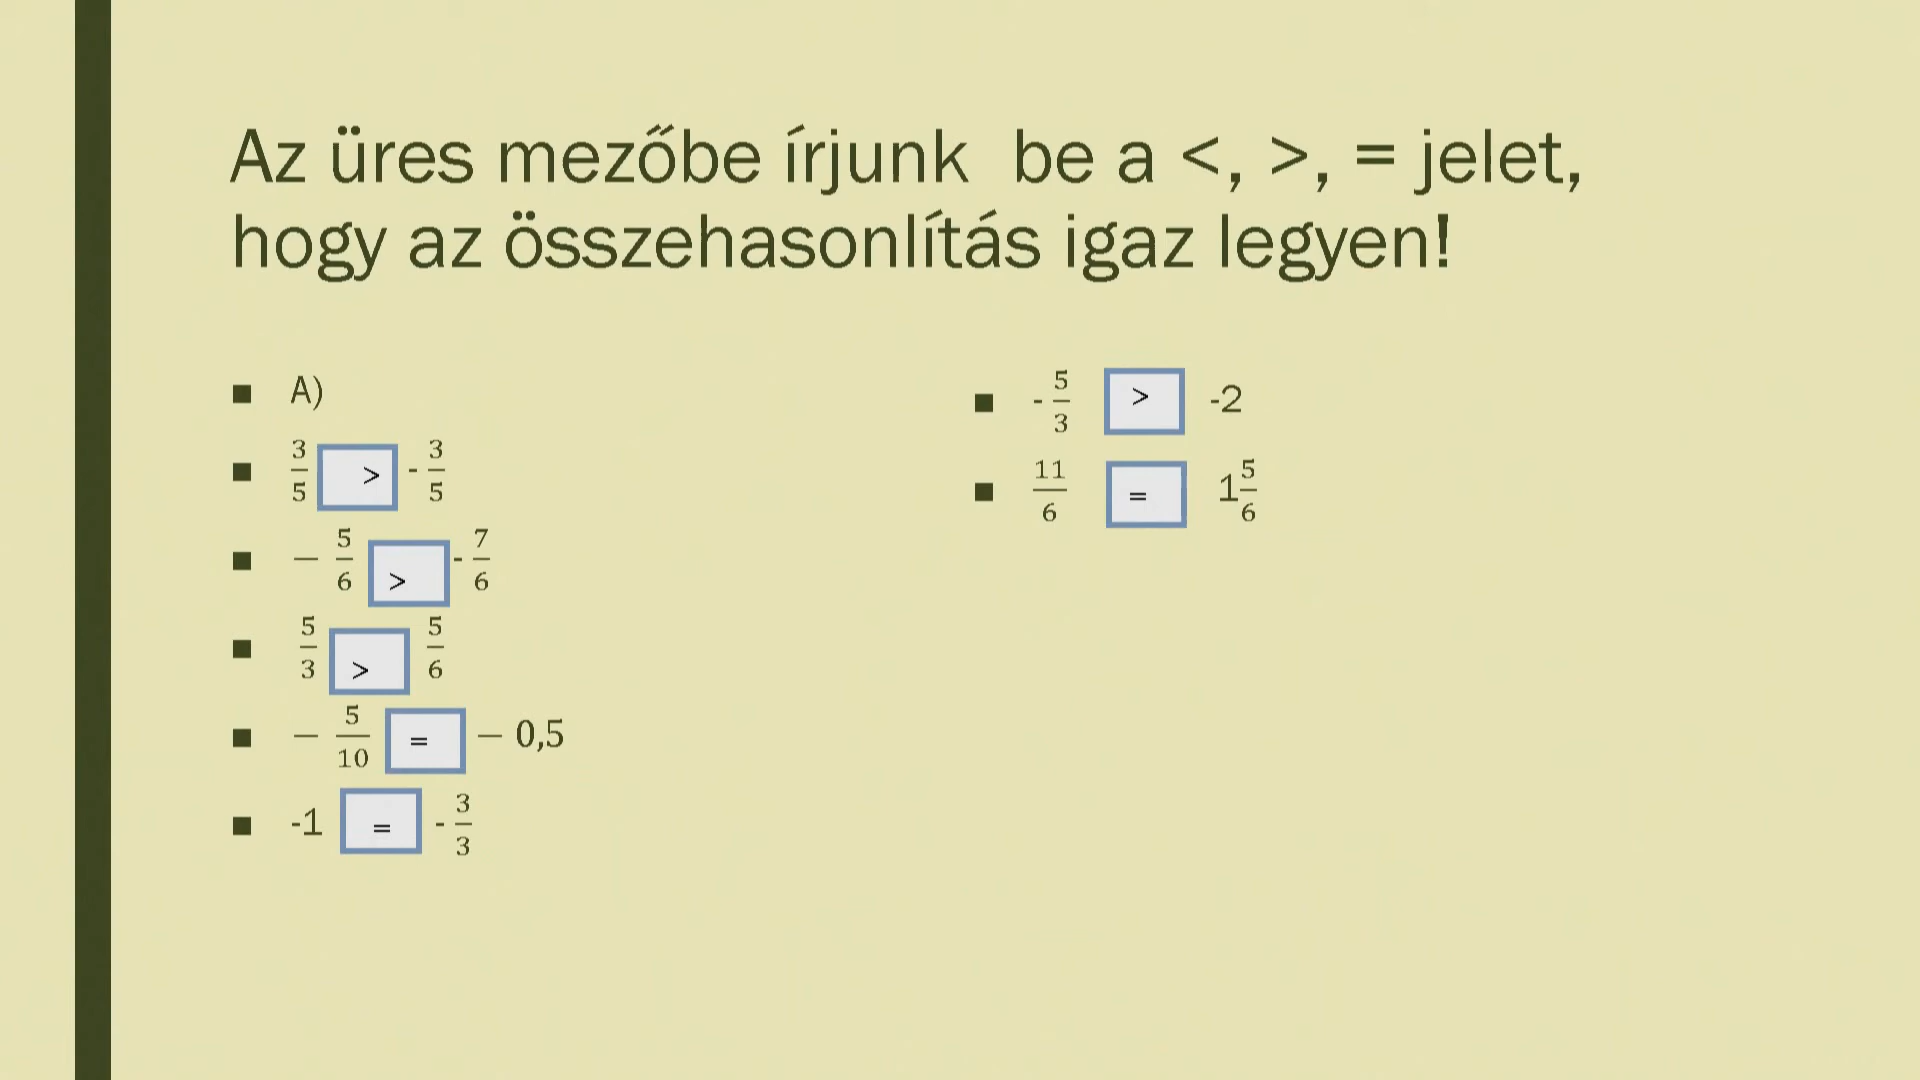 Az üres mezőbe írjunk be a <, >, = jelet,
hogy az összehasonlítás igaz legyen!
■ A)
■ 3/5 > - 3/5
■ − 5/6 > - 7/6
■ 5/3 > 5/6
■ − 5/10 = − 0,5
■ -1 = - 3/3
■ - 5/3 > -2
■ 11/6 = 1 5/6